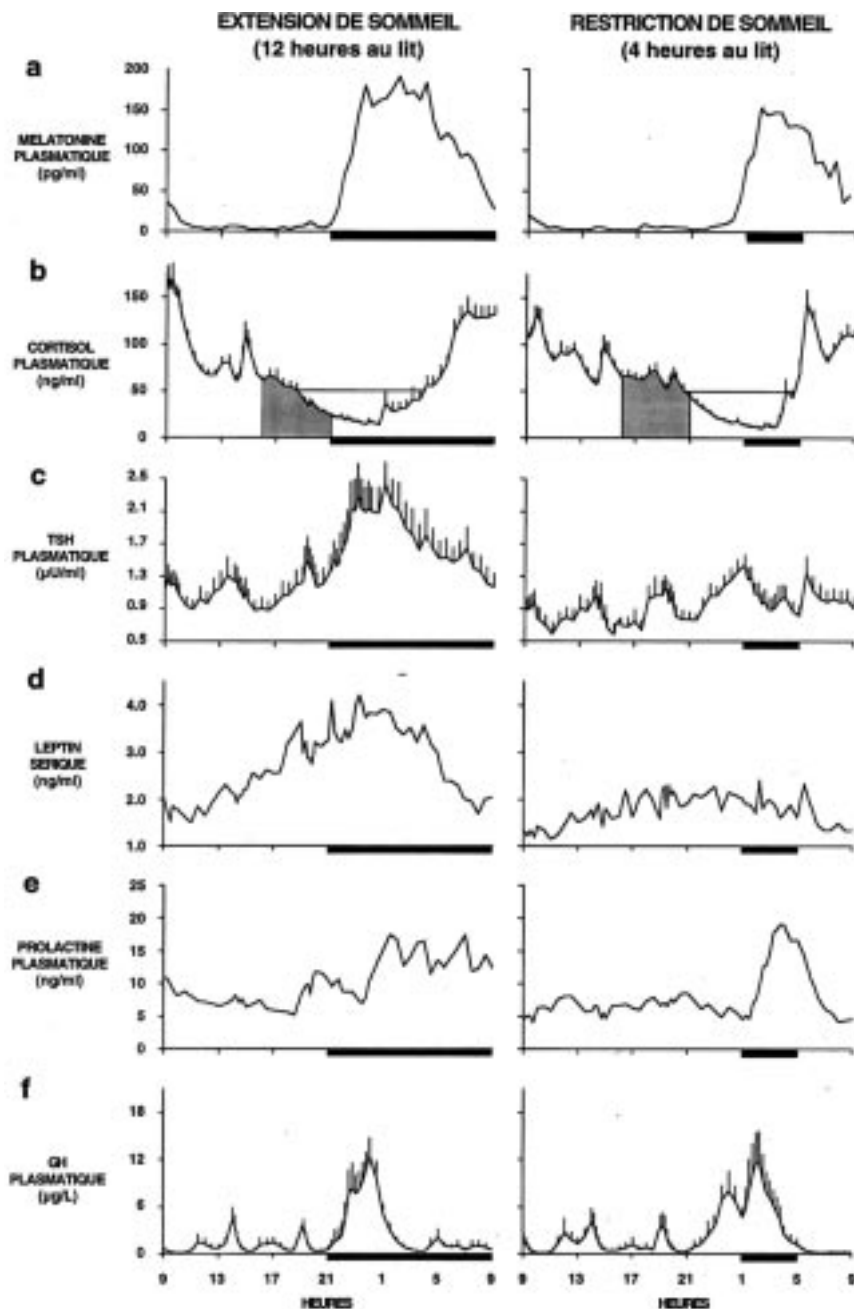 EXTENSION DE SOMMEIL
(12 heures au lit)
RESTRICTION DE SOMMEIL
(4 heures au lit)
a
MELATONINE
PLASMATIQUE
(pg/ml)
200
150
100
50
0
b
CORTISOL
PLASMATIQUE
(ng/ml)
150
100
50
0
c
TSH
PLASMATIQUE
(µU/ml)
2.5
2.1
1.7
1.3
0.9
0.5
d
LEPTIN
SERIQUE
(ng/ml)
4.0
3.0
2.0
1.0
e
PROLACTINE
PLASMATIQUE
(ng/ml)
25
20
15
10
5
0
f
GH
PLASMATIQUE
(µg/L)
18
12
6
0
9 13 17 21 1 5 9
HEURES
9 13 17 21 1 5 9
HEURES